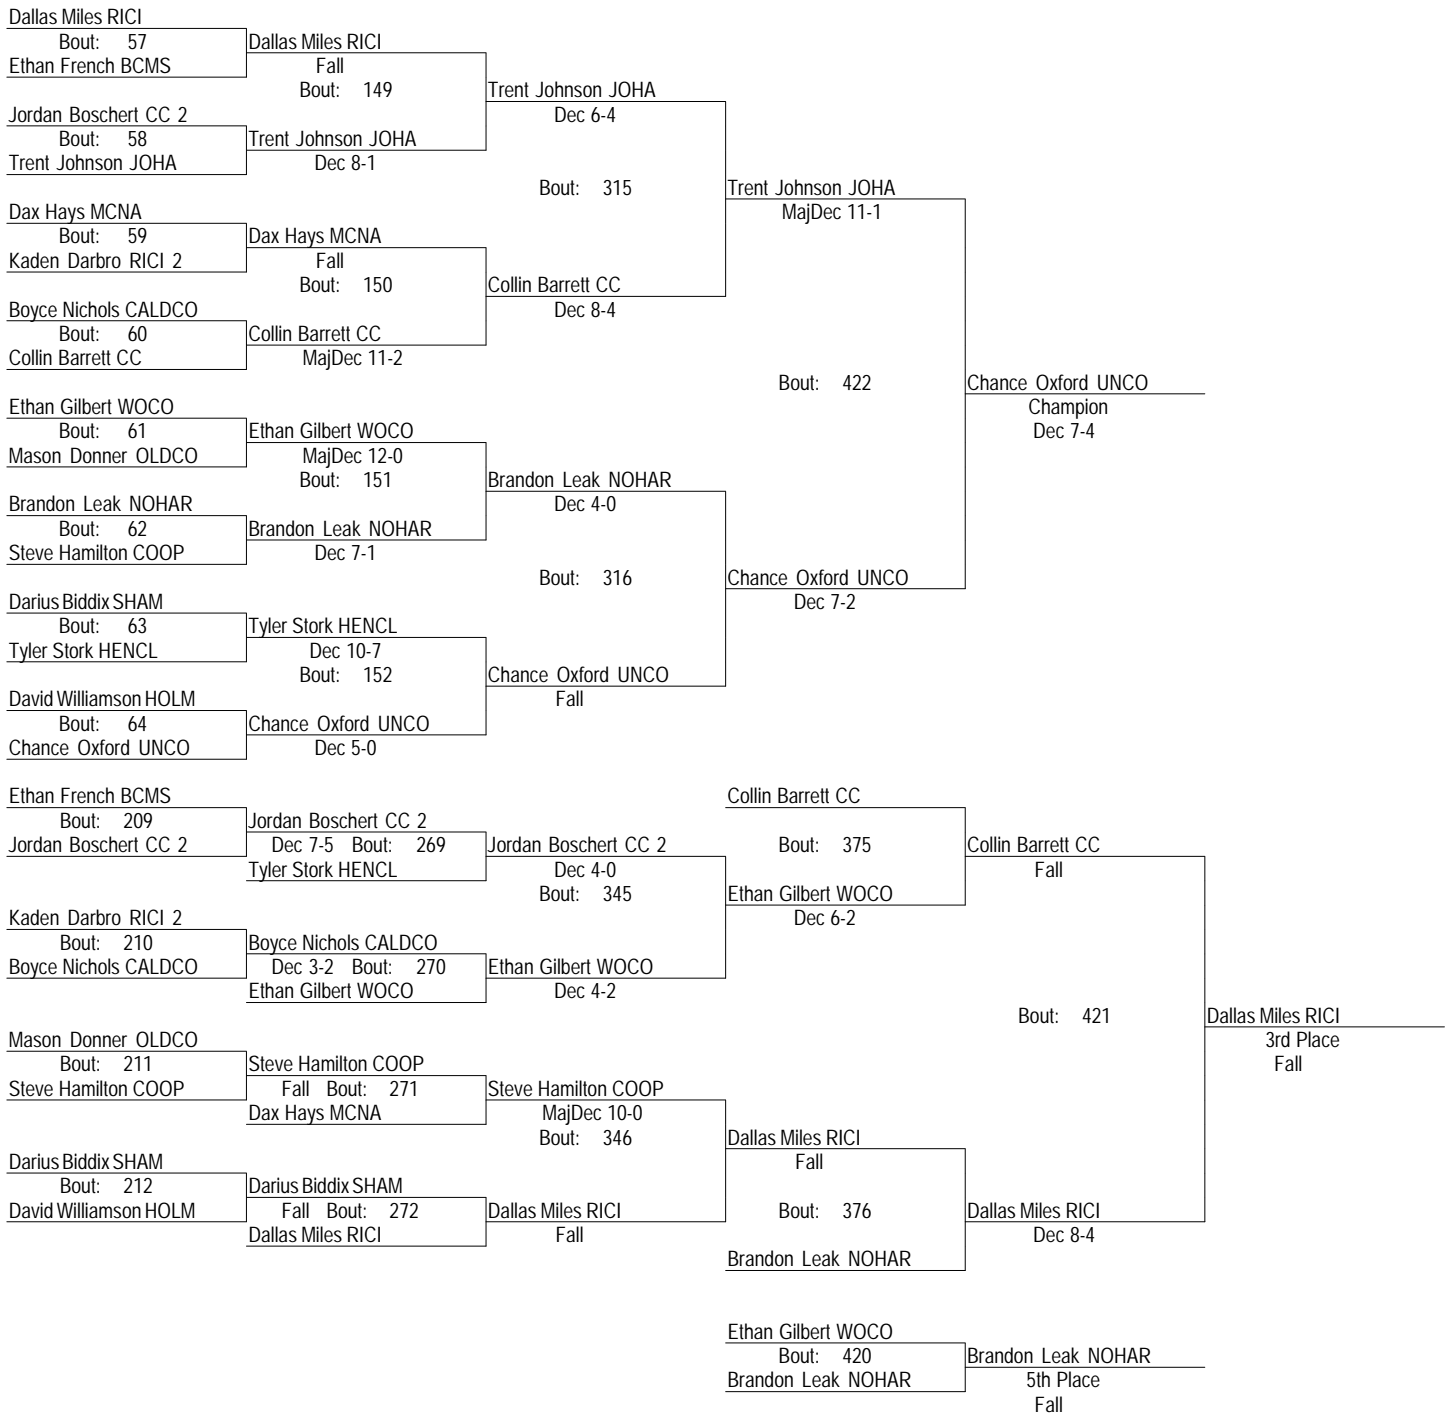 Dallas Miles RICI
Bout: 57
Dallas Miles RICI
Ethan French BCMS
Fall
Bout: 149
Trent Johnson JOHA
Jordan Boschert CC 2
Dec 6-4
Bout: 58
Trent Johnson JOHA
Trent Johnson JOHA
Dec 8-1
Bout: 315
Trent Johnson JOHA
Dax Hays MCNA
MajDec 11-1
Bout: 59
Dax Hays MCNA
Kaden Darbro RICI 2
Fall
Bout: 150
Collin Barrett CC
Boyce Nichols CALDCO
Dec 8-4
Bout: 60
Collin Barrett CC
Collin Barrett CC
MajDec 11-2
Bout: 422
Chance Oxford UNCO
Ethan Gilbert WOCO
Champion
Bout: 61
Ethan Gilbert WOCO
Dec 7-4
Mason Donner OLDCO
MajDec 12-0
Bout: 151
Brandon Leak NOHAR
Brandon Leak NOHAR
Dec 4-0
Bout: 62
Brandon Leak NOHAR
Steve Hamilton COOP
Dec 7-1
Bout: 316
Chance Oxford UNCO
Darius Biddix SHAM
Dec 7-2
Bout: 63
Tyler Stork HENCL
Tyler Stork HENCL
Dec 10-7
Bout: 152
Chance Oxford UNCO
David Williamson HOLM
Fall
Bout: 64
Chance Oxford UNCO
Chance Oxford UNCO
Dec 5-0
Ethan French BCMS
Collin Barrett CC
Bout: 209
Jordan Boschert CC 2
Jordan Boschert CC 2
Dec 7-5 Bout: 269
Jordan Boschert CC 2
Bout: 375
Collin Barrett CC
Tyler Stork HENCL
Dec 4-0
Fall
Bout: 345
Ethan Gilbert WOCO
Kaden Darbro RICI 2
Dec 6-2
Bout: 210
Boyce Nichols CALDCO
Boyce Nichols CALDCO
Dec 3-2 Bout: 270
Ethan Gilbert WOCO
Ethan Gilbert WOCO
Dec 4-2
Bout: 421
Dallas Miles RICI
Mason Donner OLDCO
3rd Place
Bout: 211
Steve Hamilton COOP
Fall
Steve Hamilton COOP
Fall Bout: 271
Steve Hamilton COOP
Dax Hays MCNA
MajDec 10-0
Bout: 346
Dallas Miles RICI
Darius Biddix SHAM
Fall
Bout: 212
Darius Biddix SHAM
David Williamson HOLM
Fall Bout: 272
Dallas Miles RICI
Bout: 376
Dallas Miles RICI
Dallas Miles RICI
Fall
Dec 8-4
Brandon Leak NOHAR
Ethan Gilbert WOCO
Bout: 420
Brandon Leak NOHAR
Brandon Leak NOHAR
5th Place
Fall